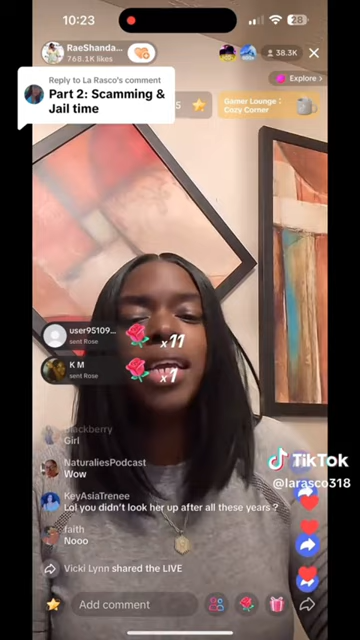 10:23
28
RaeShanda...
768.1K likes
38.3K
Explore >
Reply to La Rasco's comment
Part 2: Scamming &
Jail time
Gamer Lounge:
Cozy Corner
user95109...
sent Rose
x11
K M
sent Rose
x1
Blackberry
Girl
NaturaliesPodcast
Wow
KeyAsiaTrenee
Lol you didn't look her up after all these years ?
faith
Nooo
Vicki Lynn shared the LIVE
TikTok
@larasco318
Add comment